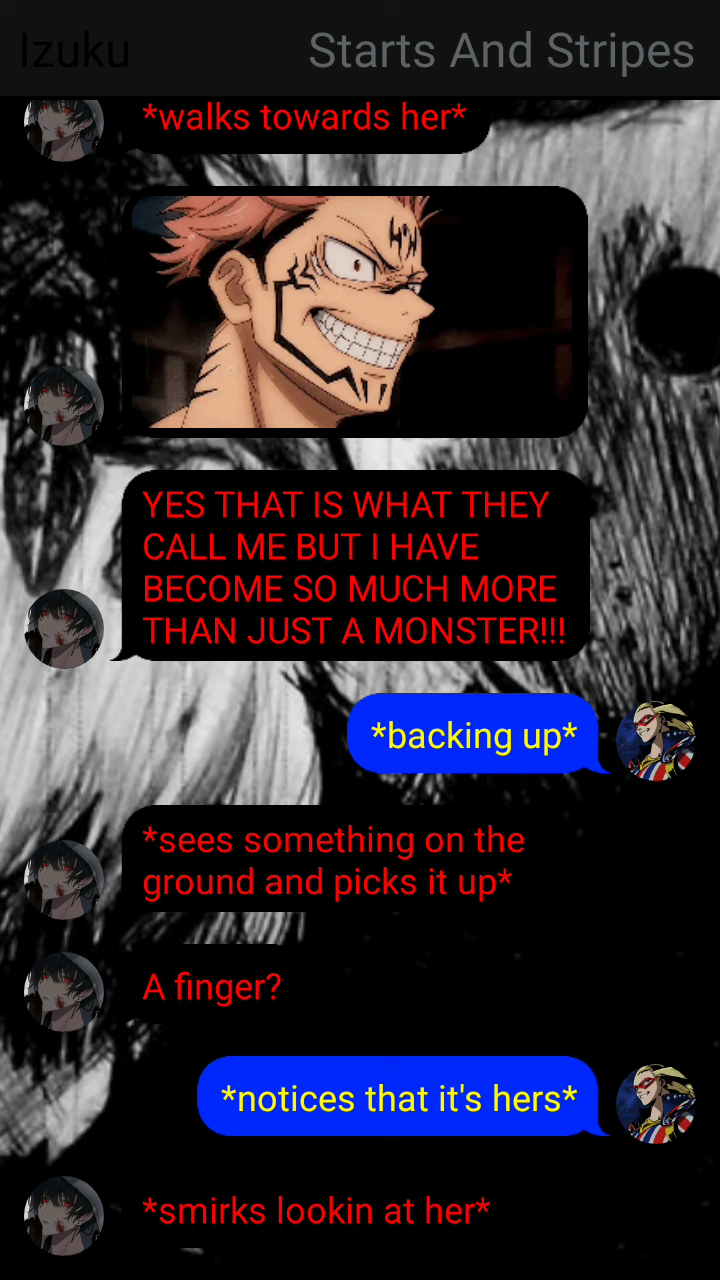 Izuku
Starts And Stripes
*walks towards her*
YES THAT IS WHAT THEY
CALL ME BUT I HAVE
BECOME SO MUCH MORE
THAN JUST A MONSTER!!!
*backing up*
*sees something on the
ground and picks it up*
A finger?
*notices that it's hers*
*smirks lookin at her*